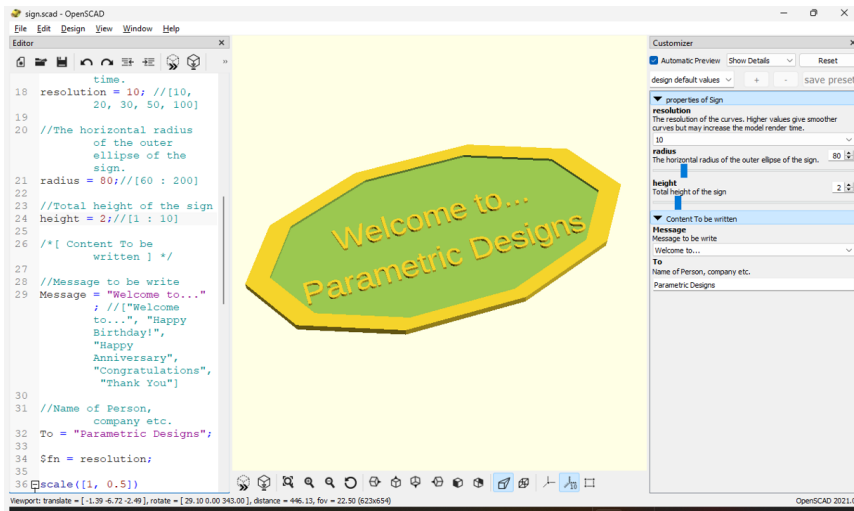 sign.scad - OpenSCAD
File Edit Design View Window Help
Editor
time.
18 resolution = 10; //[10,
20, 30, 50, 100]
19
20 //The horizontal radius
of the outer
ellipse of the
sign.
21 radius = 80;//[60 : 200]
22
23 //Total height of the sign
24 height = 2;//[1 : 10]
25
26 /*[ Content To be
written ] */
27
28 //Message to be write
29 Message = "Welcome to..."
; //["Welcome
to...", "Happy
Birthday!",
"Happy
Anniversary",
"Congratulations",
"Thank You"]
30
31 //Name of Person,
company etc.
32 To = "Parametric Designs";
33
34 $fn = resolution;
35
36 scale([1, 0.5])
Welcome to...
Parametric Designs
Customizer
Automatic Preview Show Details Reset
design default values + - save preset
properties of Sign
resolution
The resolution of the curves. Higher values give smoother
curves but may increase the model render time.
10
radius
The horizontal radius of the outer ellipse of the sign. 80
height
Total height of the sign 2
Content To be written
Message
Message to be write
Welcome to...
To
Name of Person, company etc.
Parametric Designs
Viewport: translate = [ -1.39 -6.72 -2.49 ], rotate = [ 29.10 0.00 343.00 ], distance = 446.13, fov = 22.50 (623x654) OpenSCAD 2021.0